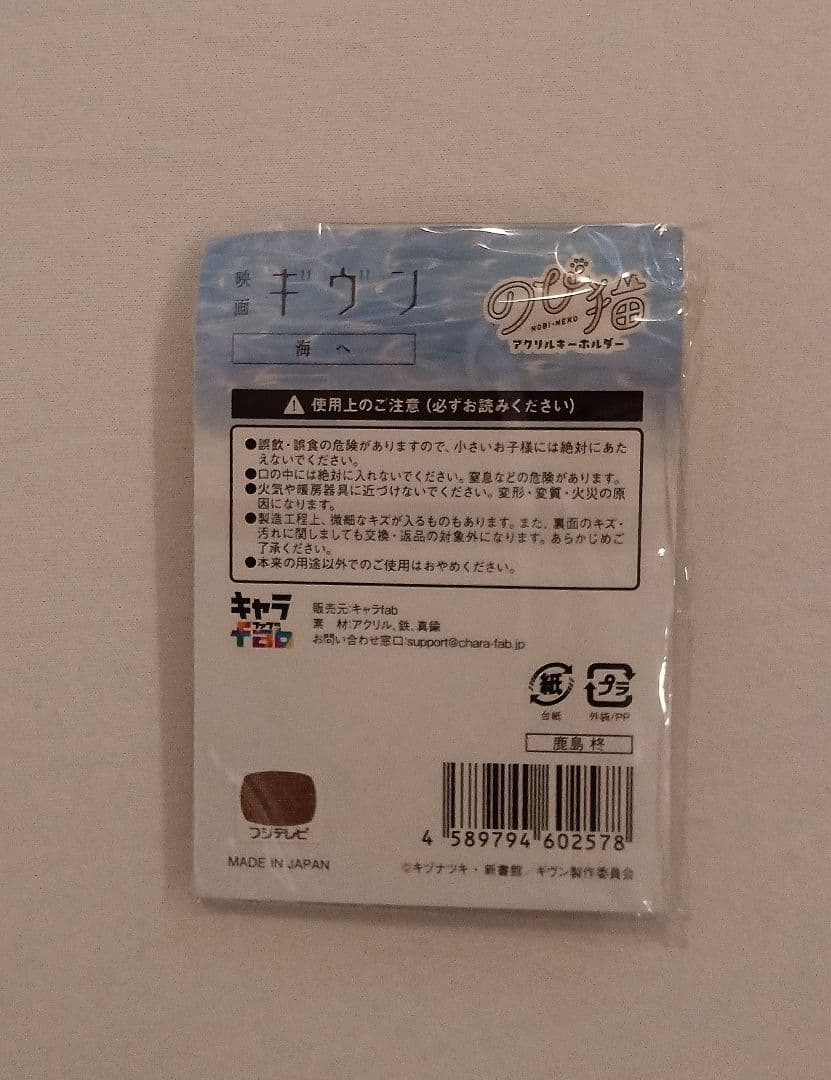 映画 ギヴン
海へ
のび猫
NOBI-NEKO
アクリルキーホルダー
使用上のご注意(必ずお読みください)
●誤飲・誤食の危険がありますので、小さいお子様には絶対にあた
えないでください。
●口の中には絶対に入れないでください。窒息などの危険があります。
●火気や暖房器具に近づけないでください。変形・変質・火災の原
因になります。
●製造工程上、微細なキズが入るものもあります。また、裏面のキズ・
汚れに関しましても交換・返品の対象外になります。あらかじめご
了承ください。
●本来の用途以外でのご使用はおやめください。
キャラ
ファブ
fab
販売元:キャラfab
素 材:アクリル、鉄、真鍮
お問い合わせ窓口:support@chara-fab.jp
紙
台紙
プラ
外袋/PP
鹿島 柊
4 589794 602578
フジテレビ
MADE IN JAPAN
©キヅナツキ・新書館/ギヴン製作委員会